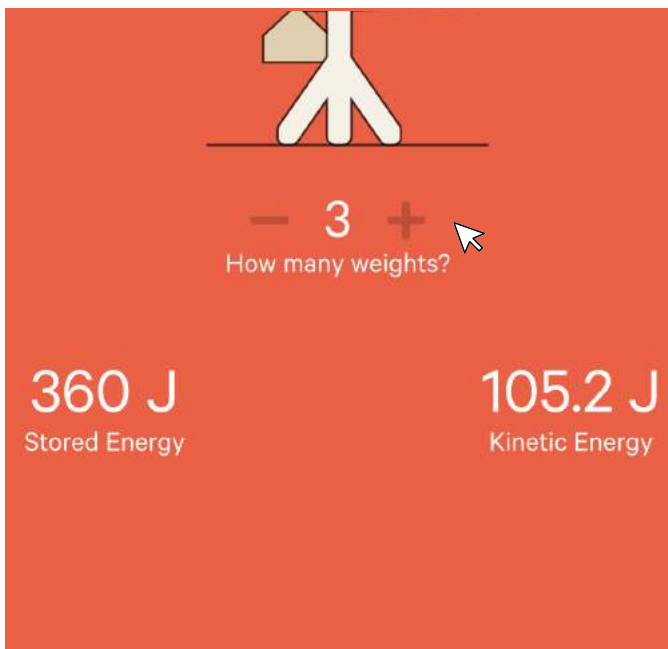 − 3 +
How many weights?
360 J
Stored Energy
105.2 J
Kinetic Energy